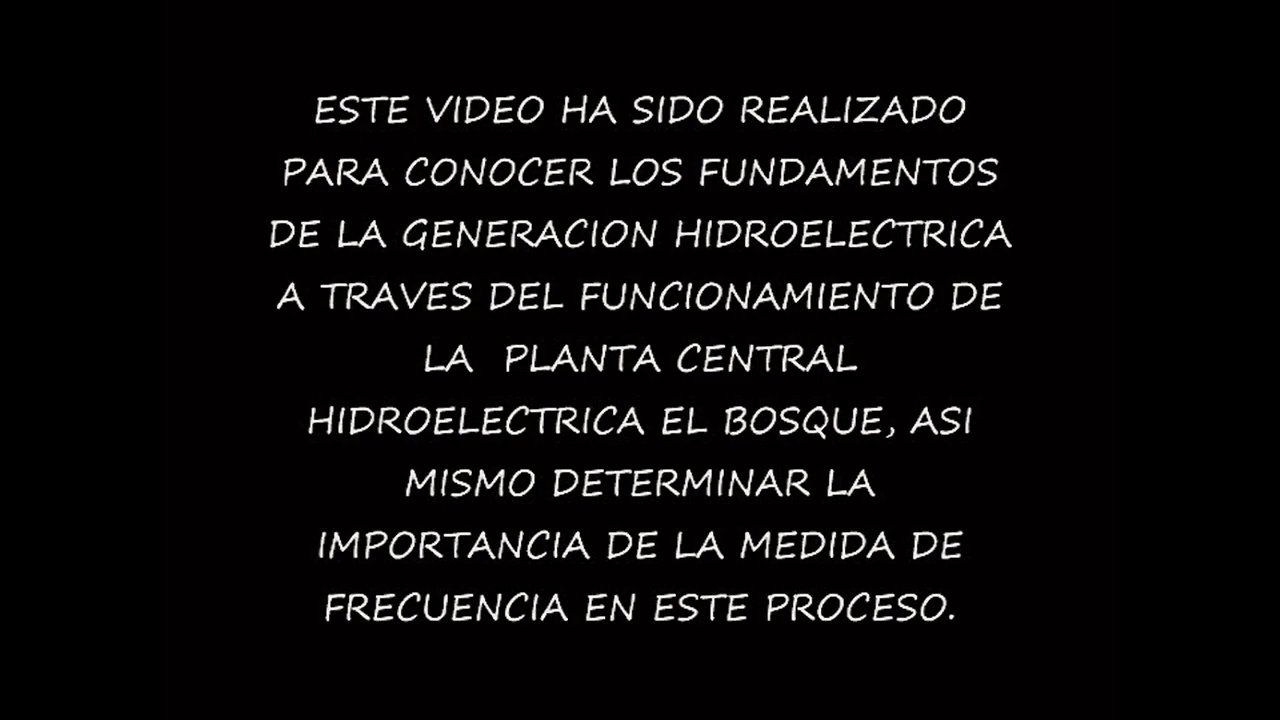 ESTE VIDEO HA SIDO REALIZADO
PARA CONOCER LOS FUNDAMENTOS
DE LA GENERACION HIDROELECTRICA
A TRAVES DEL FUNCIONAMIENTO DE
LA PLANTA CENTRAL
HIDROELECTRICA EL BOSQUE, ASI
MISMO DETERMINAR LA
IMPORTANCIA DE LA MEDIDA DE
FRECUENCIA EN ESTE PROCESO.